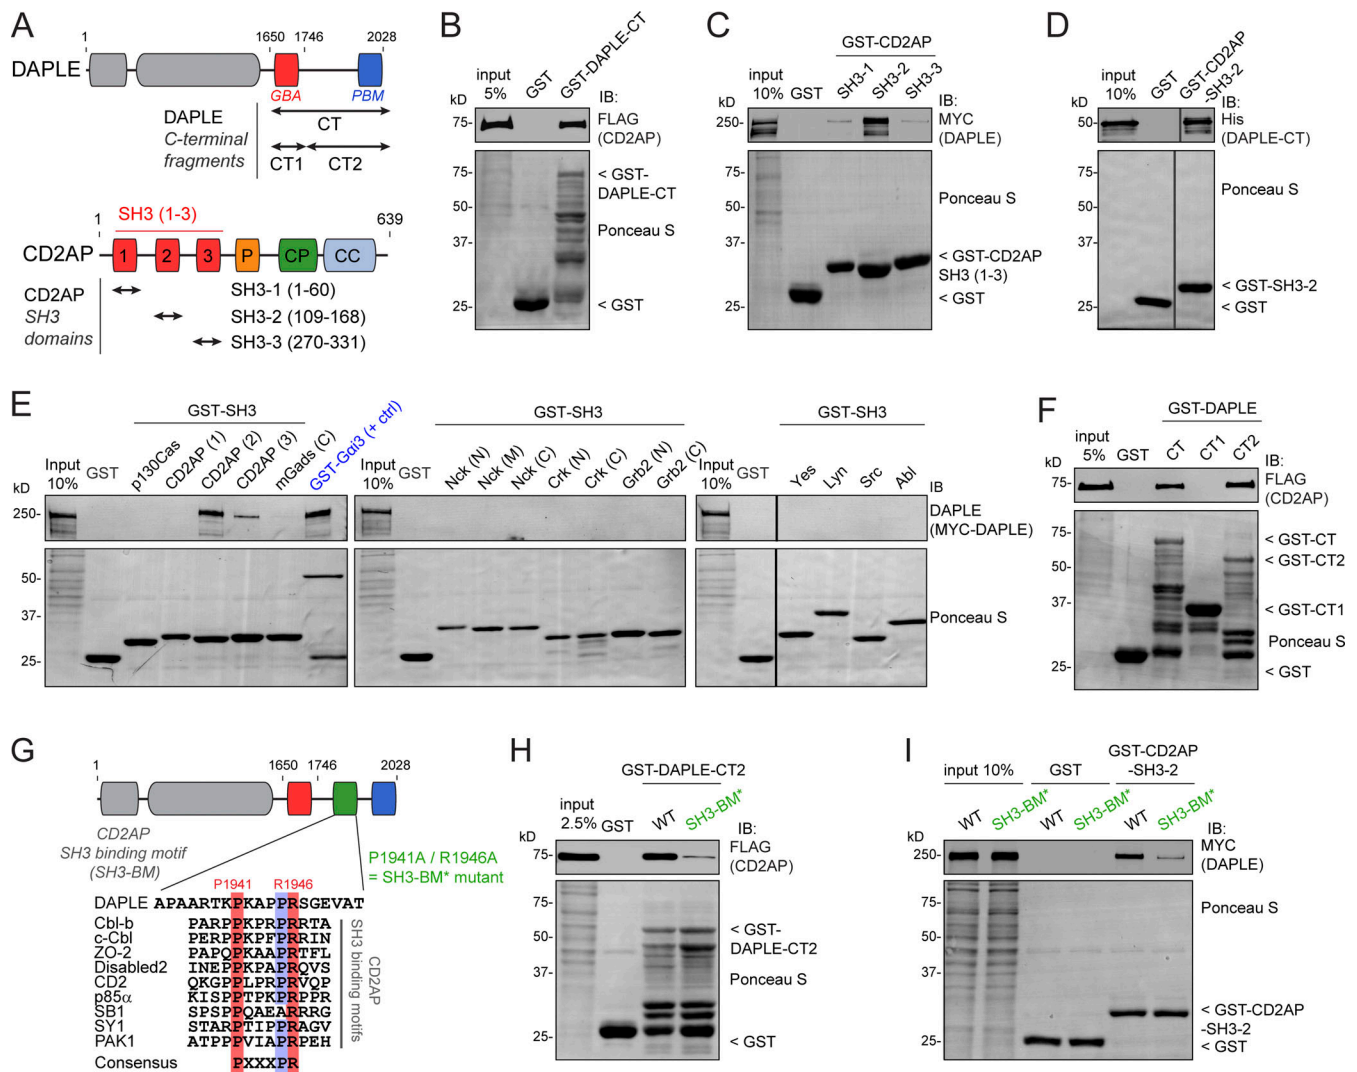 A
1
1650
1746
2028
DAPLE
GBA
PBM
DAPLE
C-terminal
fragments
CT
CT1
CT2
SH3 (1-3)
1
639
CD2AP
1
2
3
P
CP
CC
CD2AP
SH3
domains
SH3-1 (1-60)
SH3-2 (109-168)
SH3-3 (270-331)
B
input
5%
GST
GST-DAPLE-CT
kD
IB:
75-
FLAG
(CD2AP)
75-
50-
37-
25-
< GST-
DAPLE-CT
Ponceau S
< GST
C
GST-CD2AP
input
10%
GST
SH3-1
SH3-2
SH3-3
kD
IB:
250-
MYC
(DAPLE)
75-
50-
37-
25-
Ponceau S
< GST-CD2AP
SH3 (1-3)
< GST
D
input
10%
GST
GST-CD2AP
-SH3-2
kD
IB:
50-
His
(DAPLE-CT)
75-
50-
37-
25-
Ponceau S
< GST-SH3-2
< GST
E
GST-SH3
Input
10%
GST
p130Cas
CD2AP (1)
CD2AP (2)
CD2AP (3)
mGads (C)
GST-Gαi3 (+ ctrl)
kD
250-
50-
37-
25-
GST-SH3
Input
10%
GST
Nck (N)
Nck (M)
Nck (C)
Crk (N)
Crk (C)
Grb2 (N)
Grb2 (C)
GST-SH3
Input
10%
GST
Yes
Lyn
Src
Abl
IB
DAPLE
(MYC-DAPLE)
Ponceau S
F
GST-DAPLE
input
5%
GST
CT
CT1
CT2
kD
IB:
75-
FLAG
(CD2AP)
75-
50-
37-
25-
< GST-CT
< GST-CT2
< GST-CT1
Ponceau S
< GST
G
1
1650
1746
2028
CD2AP
SH3 binding motif
(SH3-BM)
P1941A / R1946A
= SH3-BM* mutant
P1941
R1946
DAPLE APAARTKPKAPPRSGEVAT
Cbl-b PARPPKPRPRRTA
c-Cbl PERPPKPFPRRIN
ZO-2 PAPQPKAAPRTFL
Disabled2 INEPPKPAPRQVS
CD2 QKGPPLPRPRVQP
p85α KISPPTPKPRPPR
SB1 SPSPPQAEARRRG
SY1 STARPTIPPRAGV
PAK1 ATPPPVIAPRPEH
Consensus PXXXPR
CD2AP
SH3 binding motifs
H
GST-DAPLE-CT2
input
2.5%
GST
WT
SH3-BM*
kD
IB:
75-
FLAG
(CD2AP)
75-
50-
37-
25-
< GST-
DAPLE-CT2
Ponceau S
< GST
I
input 10%
GST
GST-CD2AP
-SH3-2
WT
SH3-BM*
WT
SH3-BM*
WT
SH3-BM*
kD
IB:
250-
MYC
(DAPLE)
75-
50-
37-
25-
Ponceau S
< GST-CD2AP
-SH3-2
< GST